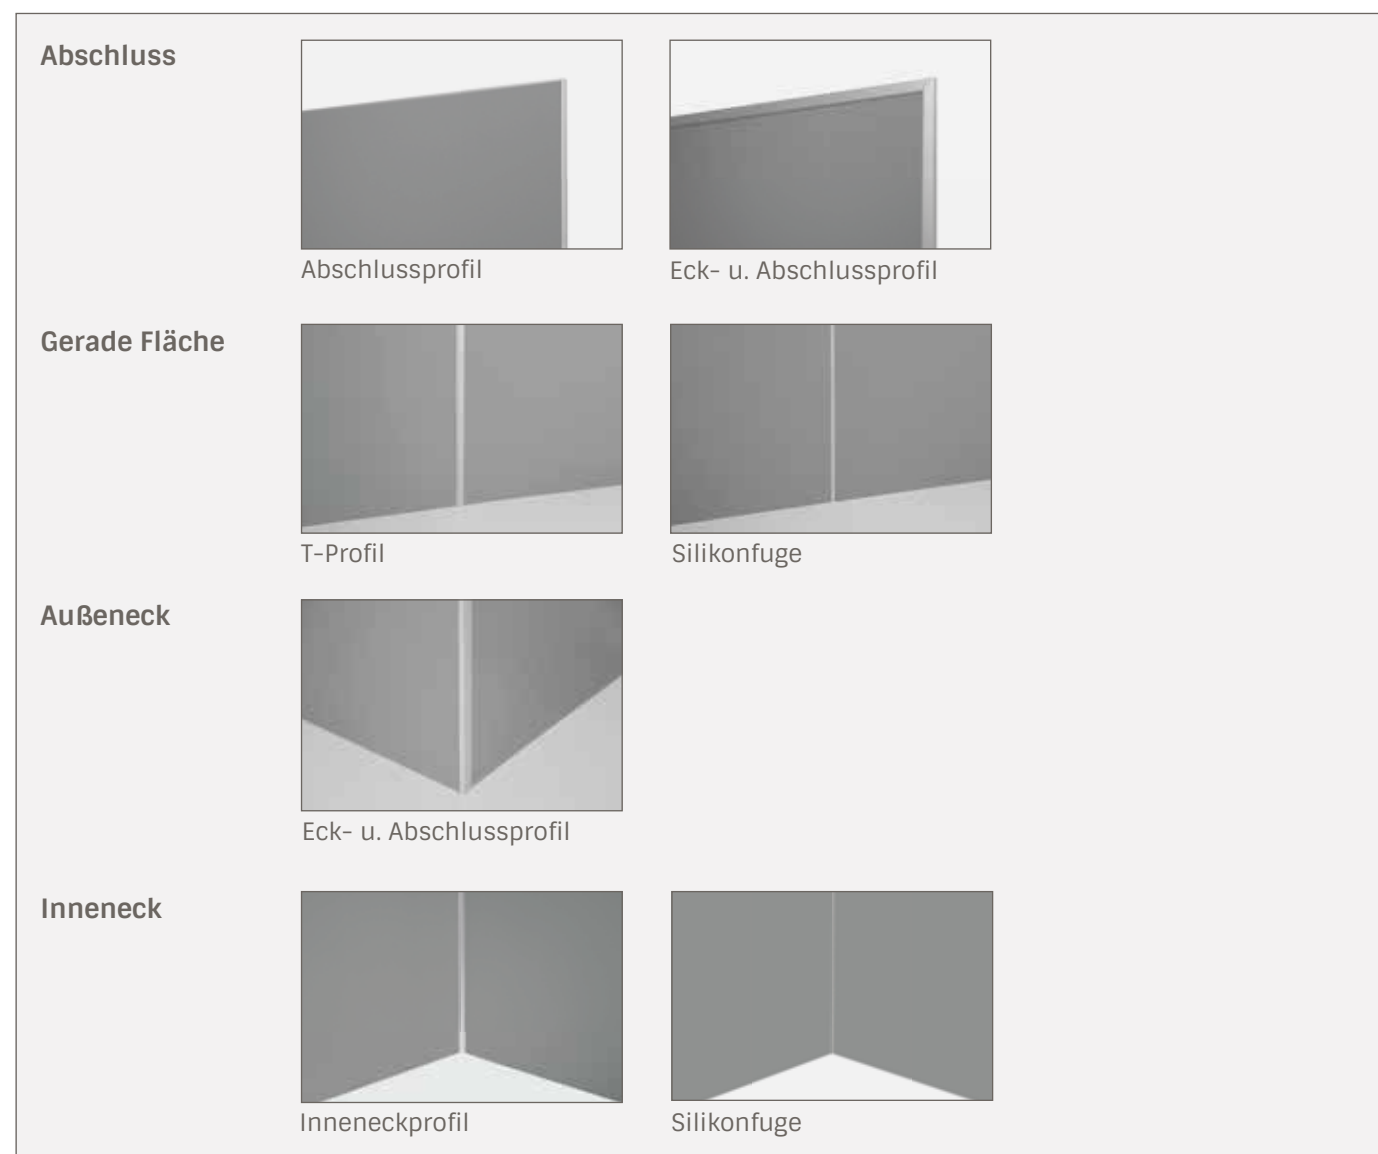 Abschluss
Abschlussprofil
Eck- u. Abschlussprofil
Gerade Fläche
T-Profil
Silikonfuge
Außeneck
Eck- u. Abschlussprofil
Inneneck
Inneneckprofil
Silikonfuge